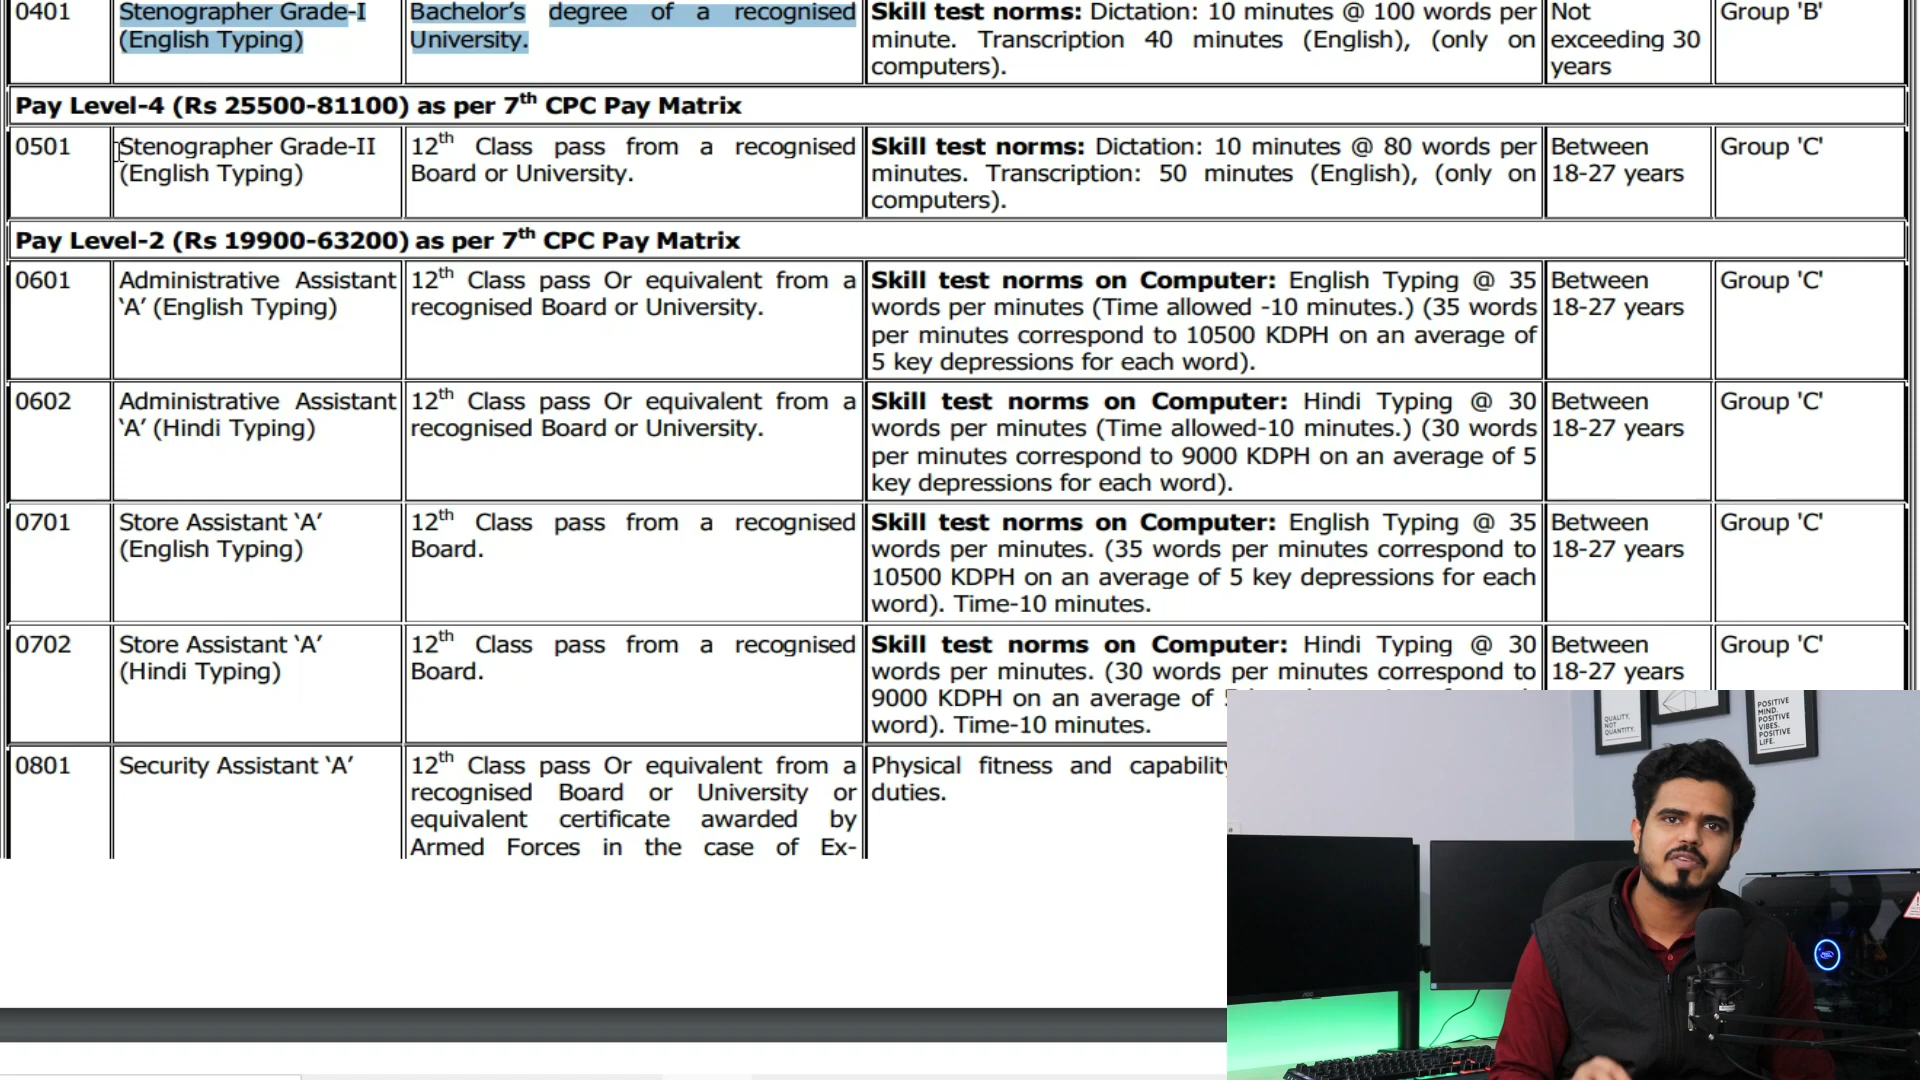 0401
Stenographer Grade-I
(English Typing)
Bachelor's degree of a recognised
University.
Skill test norms: Dictation: 10 minutes @ 100 words per
minute. Transcription 40 minutes (English), (only on
computers).
Not
exceeding 30
years
Group 'B'
Pay Level-4 (Rs 25500-81100) as per 7th CPC Pay Matrix
0501
Stenographer Grade-II
(English Typing)
12th Class pass from a recognised
Board or University.
Skill test norms: Dictation: 10 minutes @ 80 words per
minutes. Transcription: 50 minutes (English), (only on
computers).
Between
18-27 years
Group 'C'
Pay Level-2 (Rs 19900-63200) as per 7th CPC Pay Matrix
0601
Administrative Assistant
‘A’ (English Typing)
12th Class pass Or equivalent from a
recognised Board or University.
Skill test norms on Computer: English Typing @ 35
words per minutes (Time allowed -10 minutes.) (35 words
per minutes correspond to 10500 KDPH on an average of
5 key depressions for each word).
Between
18-27 years
Group 'C'
0602
Administrative Assistant
‘A’ (Hindi Typing)
12th Class pass Or equivalent from a
recognised Board or University.
Skill test norms on Computer: Hindi Typing @ 30
words per minutes (Time allowed-10 minutes.) (30 words
per minutes correspond to 9000 KDPH on an average of 5
key depressions for each word).
Between
18-27 years
Group 'C'
0701
Store Assistant ‘A’
(English Typing)
12th Class pass from a recognised
Board.
Skill test norms on Computer: English Typing @ 35
words per minutes. (35 words per minutes correspond to
10500 KDPH on an average of 5 key depressions for each
word). Time-10 minutes.
Between
18-27 years
Group 'C'
0702
Store Assistant ‘A’
(Hindi Typing)
12th Class pass from a recognised
Board.
Skill test norms on Computer: Hindi Typing @ 30
words per minutes. (30 words per minutes correspond to
9000 KDPH on an average of
word). Time-10 minutes.
Between
18-27 years
Group 'C'
0801
Security Assistant ‘A’
12th Class pass Or equivalent from a
recognised Board or University or
equivalent certificate awarded by
Armed Forces in the case of Ex-
Physical fitness and capability
duties.
QUALITY,
NOT
QUANTITY.
POSITIVE
MIND.
POSITIVE
VIBES.
POSITIVE
LIFE.